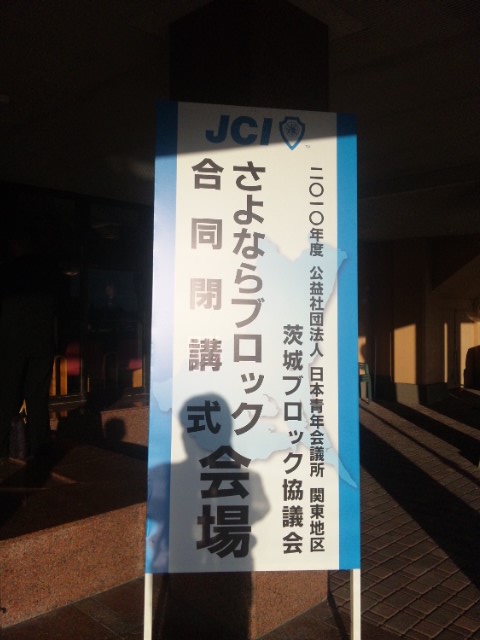 JCI
二〇一〇年度 公益社団法人 日本青年会議所 関東地区
茨城ブロック協議会
さよならブロック
合同閉講式会場